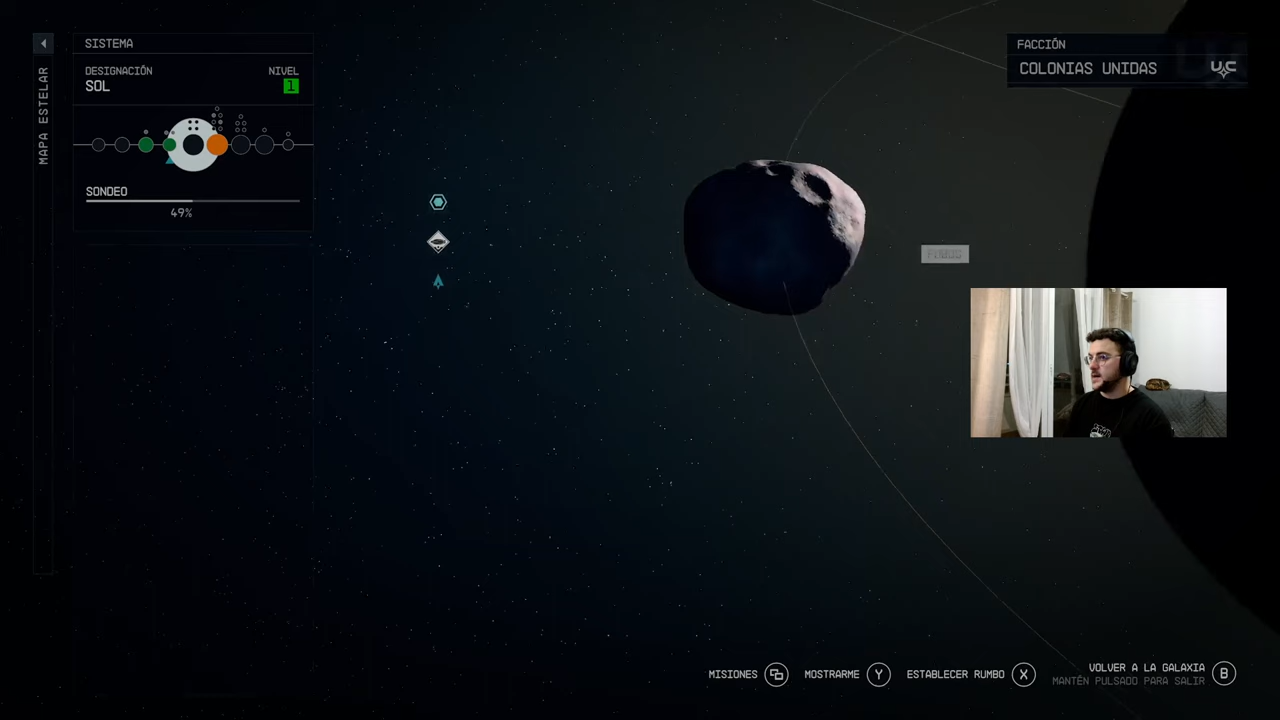 SISTEMA
DESIGNACIÓN
NIVEL
SOL
1
MAPA ESTELAR
SONDEO
49%
FACCIÓN
COLONIAS UNIDAS
UC
MISIONES
MOSTRARME Y
ESTABLECER RUMBO X
VOLVER A LA GALAXIA B
MANTÉN PULSADO PARA SALIR